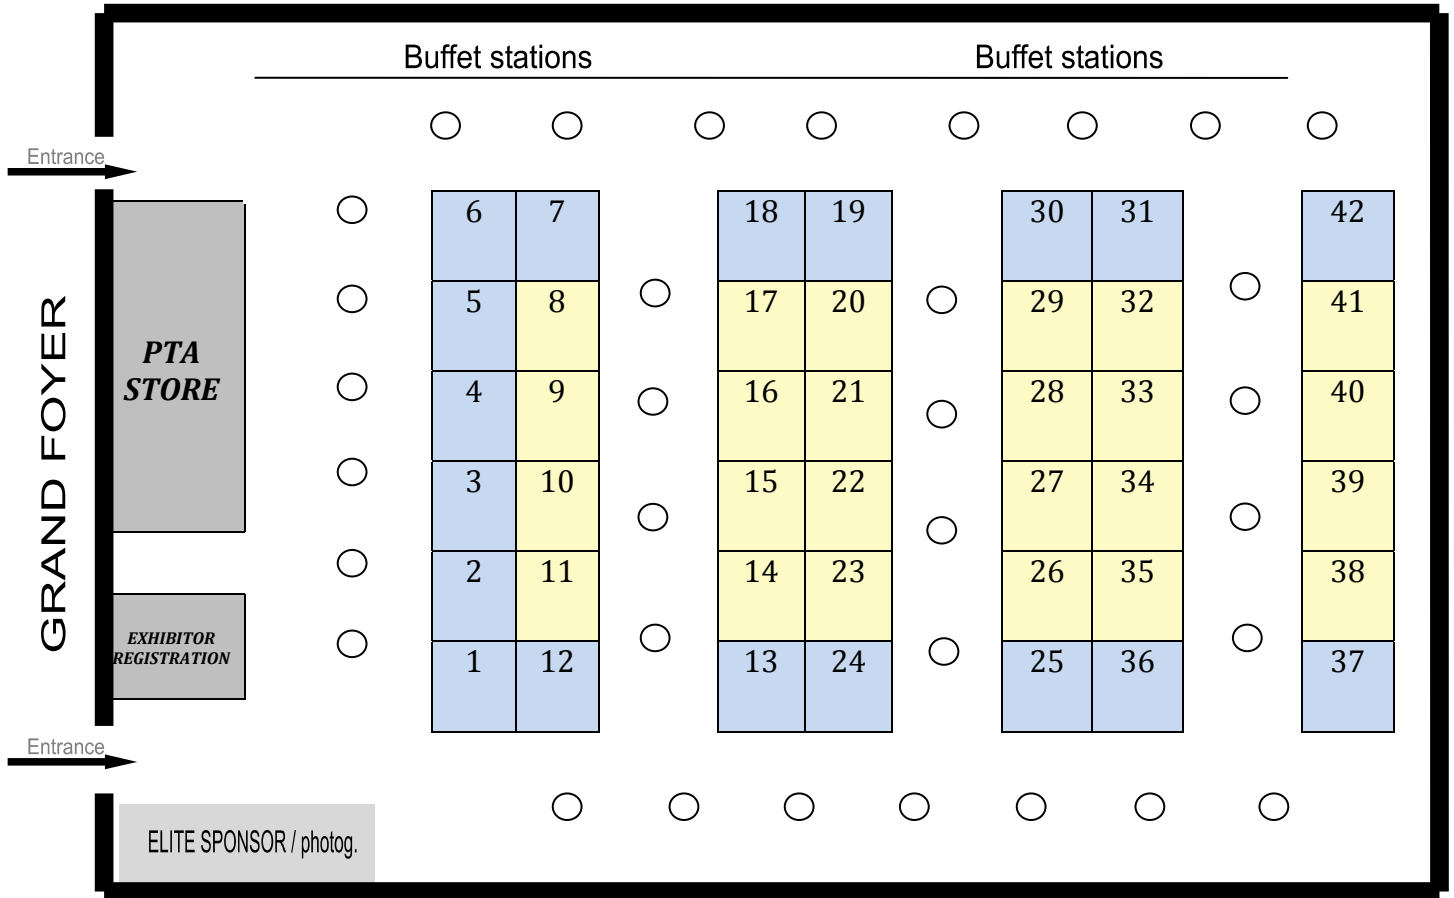 Buffet stations Buffet stations
Entrance
6 7 18 19 30 31 42
5 8 17 20 29 32 41
PTA
STORE
4 9 16 21 28 33 40
3 10 15 22 27 34 39
2 11 14 23 26 35 38
GRAND FOYER
EXHIBITOR
REGISTRATION
1 12 13 24 25 36 37
Entrance
ELITE SPONSOR / photog.